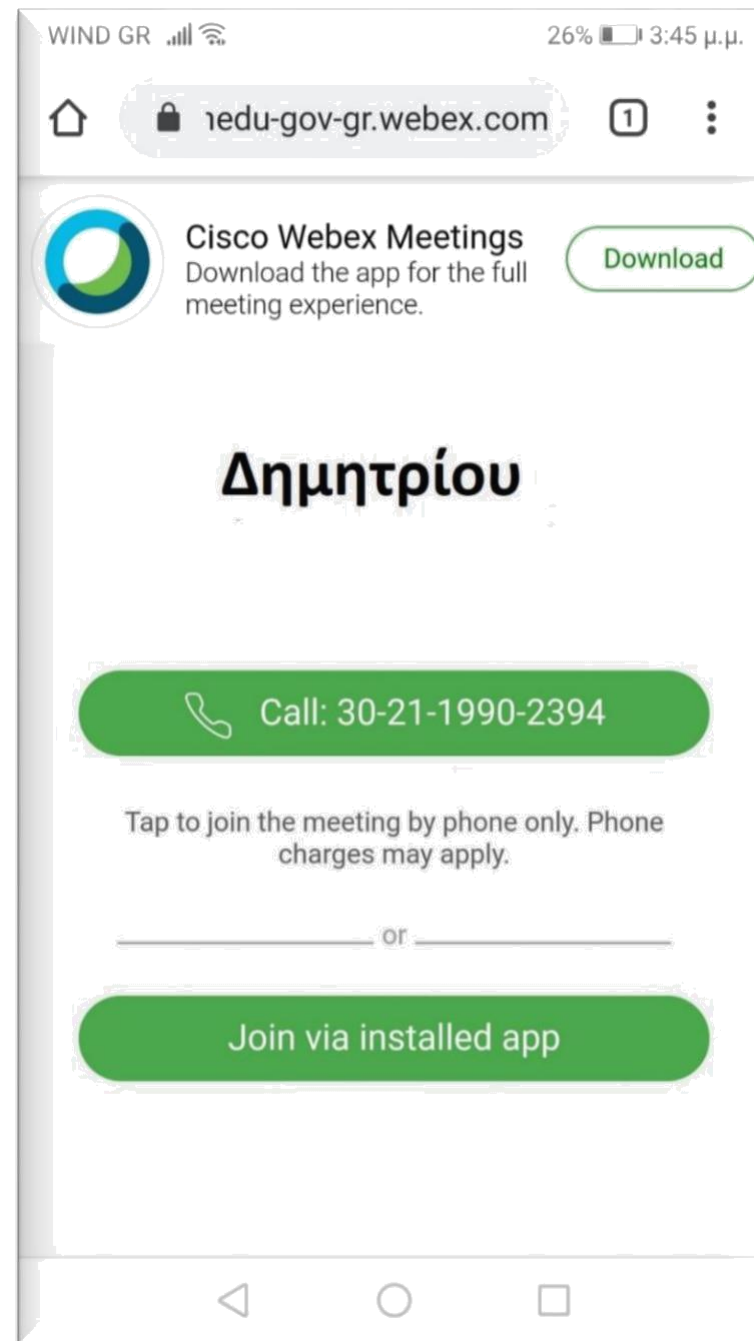 WIND GR 26% 3:45 μ.μ.
nedu-gov-gr.webex.com 1
Cisco Webex Meetings
Download the app for the full
meeting experience.
Download
Δημητρίου
Call: 30-21-1990-2394
Tap to join the meeting by phone only. Phone
charges may apply.
or
Join via installed app